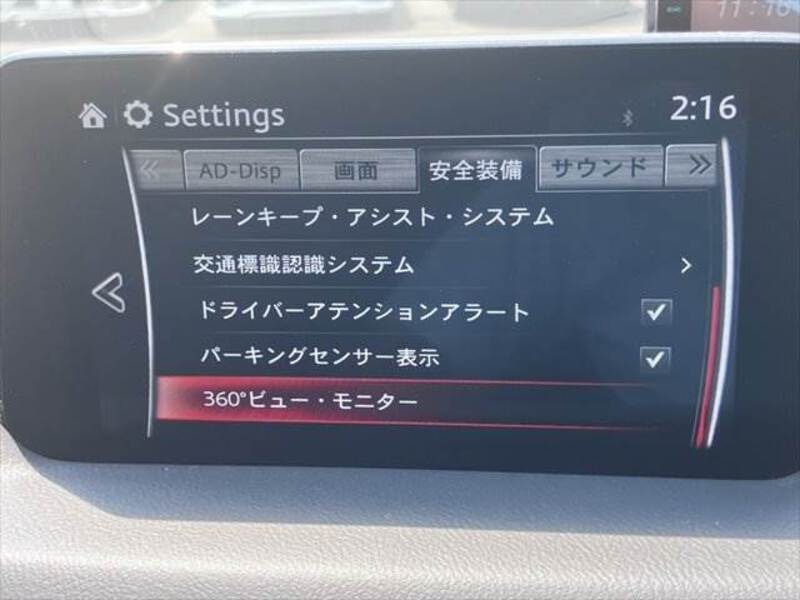 11:16
Settings
2:16
AD-Disp 画面 安全装備 サウンド
レーンキープ・アシスト・システム
交通標識認識システム
ドライバーアテンションアラート
パーキングセンサー表示
360°ビュー・モニター